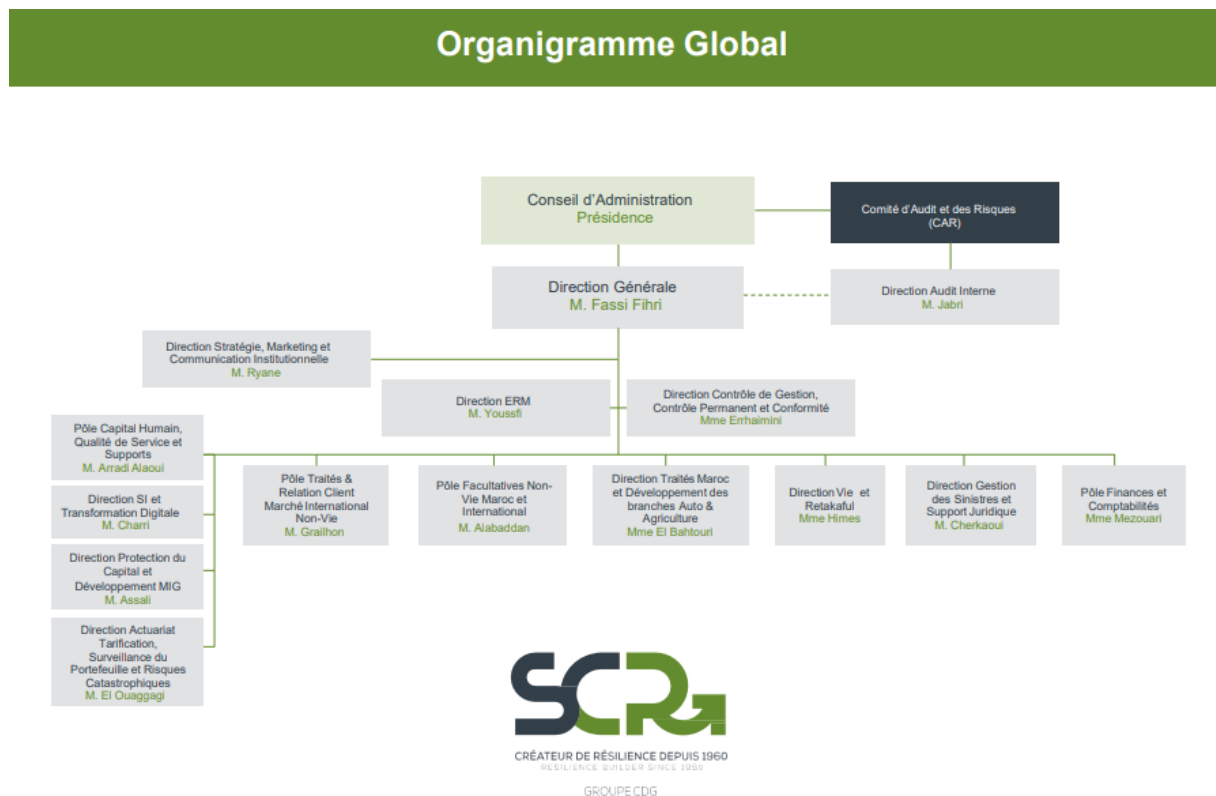 Organigramme Global
Conseil d'Administration
Présidence
Comité d'Audit et des Risques
(CAR)
Direction Générale
M. Fassi Fihri
Direction Audit Interne
M. Jabri
Direction Stratégie, Marketing et
Communication Institutionnelle
M. Ryane
Direction ERM
M. Youssfi
Direction Contrôle de Gestion,
Contrôle Permanent et Conformité
Mme Errhaimini
Pôle Capital Humain,
Qualité de Service et
Supports
M. Arradi Alaoui
Direction SI et
Transformation Digitale
M. Charri
Direction Protection du
Capital et
Développement MIG
M. Assali
Direction Actuariat
Tarification,
Surveillance du
Portefeuille et Risques
Catastrophiques
M. El Ouaggagi
Pôle Traités &
Relation Client
Marché International
Non-Vie
M. Grailhon
Pôle Facultatives Non-
Vie Maroc et
International
M. Alabaddan
Direction Traités Maroc
et Développement des
branches Auto &
Agriculture
Mme El Bahtouri
Direction Vie et
Retakaful
Mme Himes
Direction Gestion
des Sinistres et
Support Juridique
M. Cherkaoui
Pôle Finances et
Comptabilités
Mme Mezouari
SCR
CRÉATEUR DE RÉSILIENCE DEPUIS 1960
RESILIENCE BUILDER SINCE 1960
GROUPE CDG